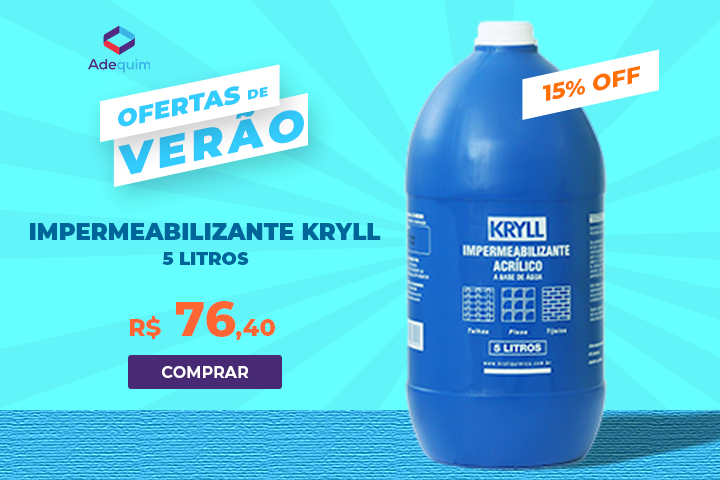 Adequim
OFERTAS DE
VERÃO
15% OFF
IMPERMEABILIZANTE KRYLL
5 LITROS
R$ 76,40
COMPRAR
KRYLL
IMPERMEABILIZANTE
ACRÍLICO
A BASE DE ÁGUA
Telhas Pisos Tijolos
5 LITROS